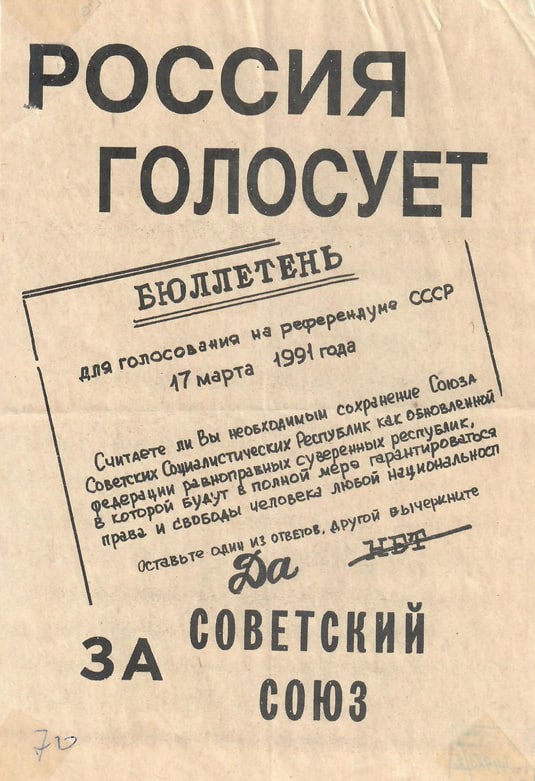 РОССИЯ
ГОЛОСУЕТ
БЮЛЛЕТЕНЬ
для голосования на референдуме СССР
17 марта 1991 года
Считаете ли Вы необходимым сохранение Союза
Советских Социалистических Республик как обновленной
федерации равноправных суверенных республик,
в которой будут в полной мере гарантироваться
права и свободы человека любой национальност
Оставьте один из ответов, другой вычеркните
Да НЕТ
ЗА СОВЕТСКИЙ
СОЮЗ
70